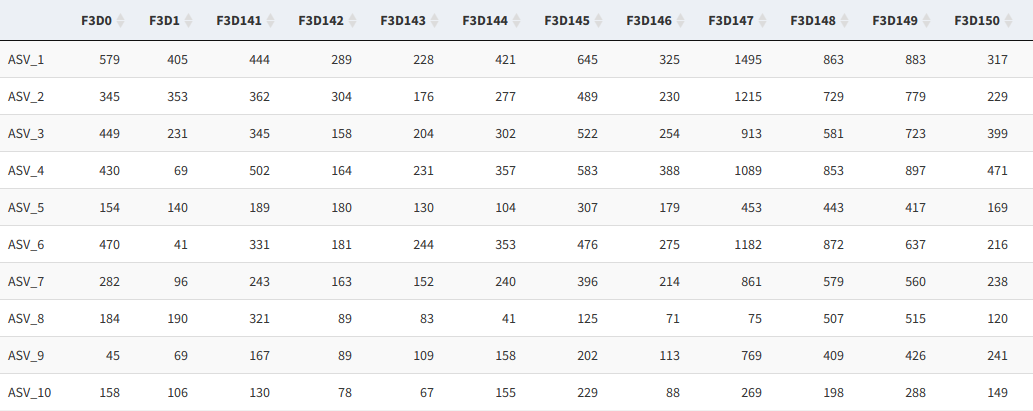 F3D0 F3D1 F3D141 F3D142 F3D143 F3D144 F3D145 F3D146 F3D147 F3D148 F3D149 F3D150
ASV_1 579 405 444 289 228 421 645 325 1495 863 883 317
ASV_2 345 353 362 304 176 277 489 230 1215 729 779 229
ASV_3 449 231 345 158 204 302 522 254 913 581 723 399
ASV_4 430 69 502 164 231 357 583 388 1089 853 897 471
ASV_5 154 140 189 180 130 104 307 179 453 443 417 169
ASV_6 470 41 331 181 244 353 476 275 1182 872 637 216
ASV_7 282 96 243 163 152 240 396 214 861 579 560 238
ASV_8 184 190 321 89 83 41 125 71 75 507 515 120
ASV_9 45 69 167 89 109 158 202 113 769 409 426 241
ASV_10 158 106 130 78 67 155 229 88 269 198 288 149